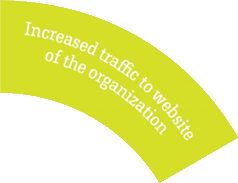 Increased traffic to website
of the organization